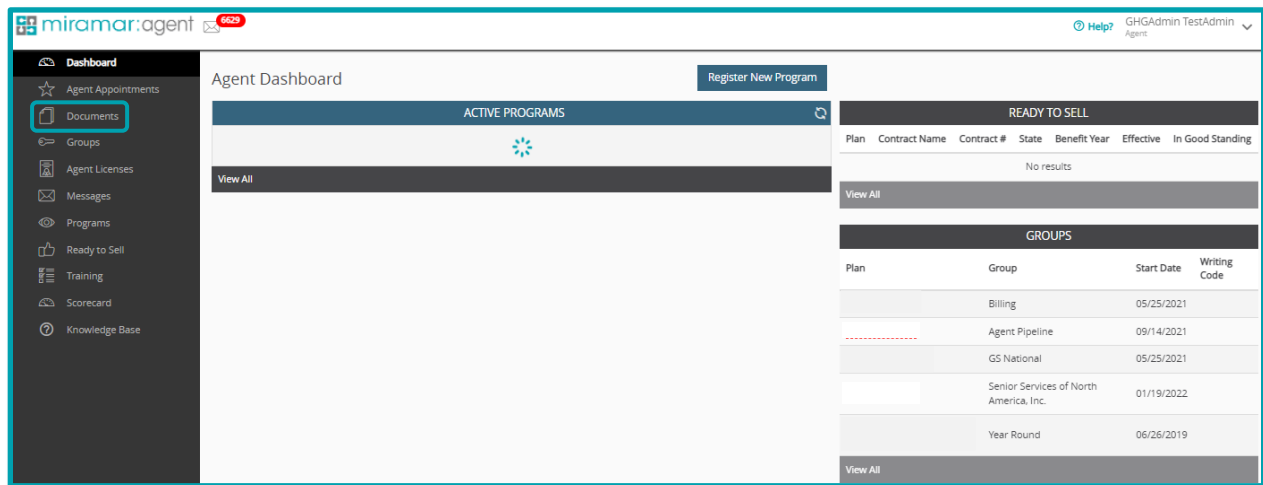 miramar:agent 6629
Help? GHGAdmin TestAdmin
Agent
Dashboard
Agent Appointments
Documents
Groups
Agent Licenses
Messages
Programs
Ready to Sell
Training
Scorecard
Knowledge Base
Agent Dashboard
Register New Program
ACTIVE PROGRAMS
View All
READY TO SELL
Plan Contract Name Contract # State Benefit Year Effective In Good Standing
No results
View All
GROUPS
Plan Group Start Date Writing Code
Billing 05/25/2021
Agent Pipeline 09/14/2021
GS National 05/25/2021
Senior Services of North
America, Inc. 01/19/2022
Year Round 06/26/2019
View All